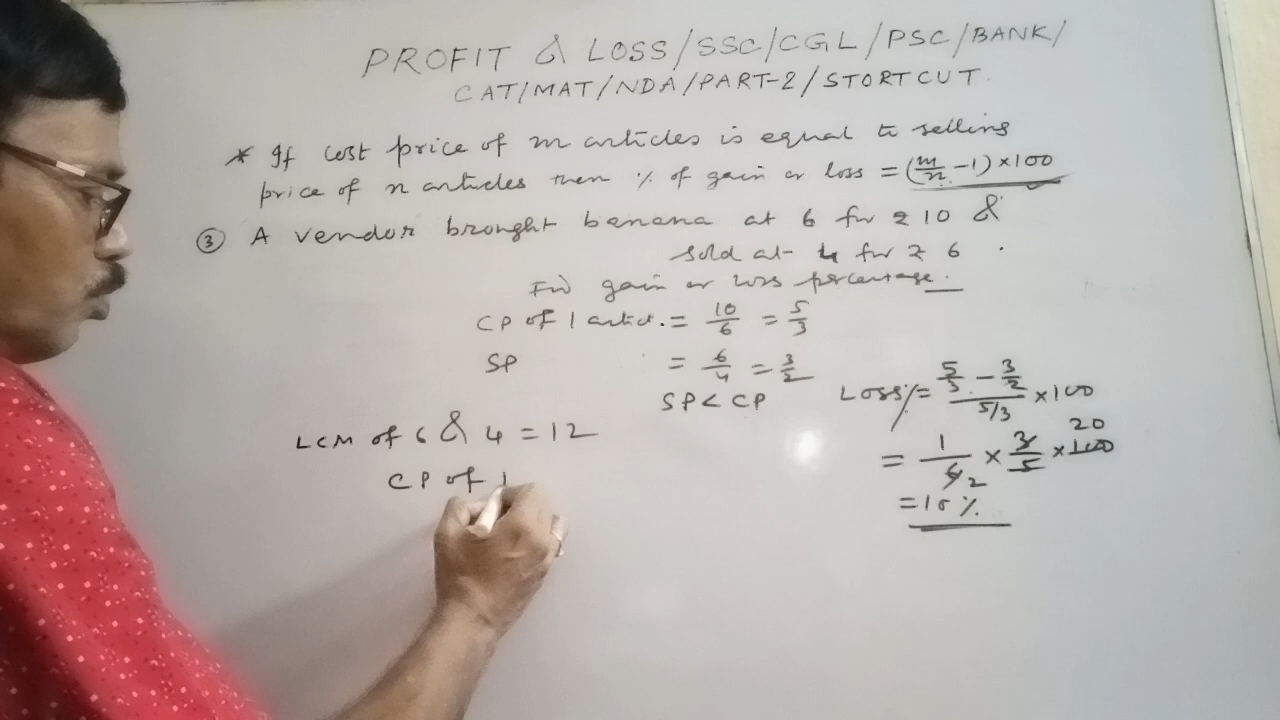 PROFIT & LOSS/SSC/CGL/PSC/BANK/
CAT/MAT/NDA/PART-2/STORTCUT.
* If cost price of m articles is equal to selling
price of n articles then % of gain or loss = (m/n - 1) × 100
③ A vendor brought banana at 6 for ₹ 10 &
sold at 4 for ₹ 6 .
Fin gain or loss percentage.
CP of 1 artict. = 10/6 = 5/3
SP = 6/4 = 3/2
SP < CP
Loss% = (5/3 - 3/2)/(5/3) × 100
= 1/6 2 × 3/5 × 100 20
= 10%
LCM of 6 & 4 = 12
CP of 1